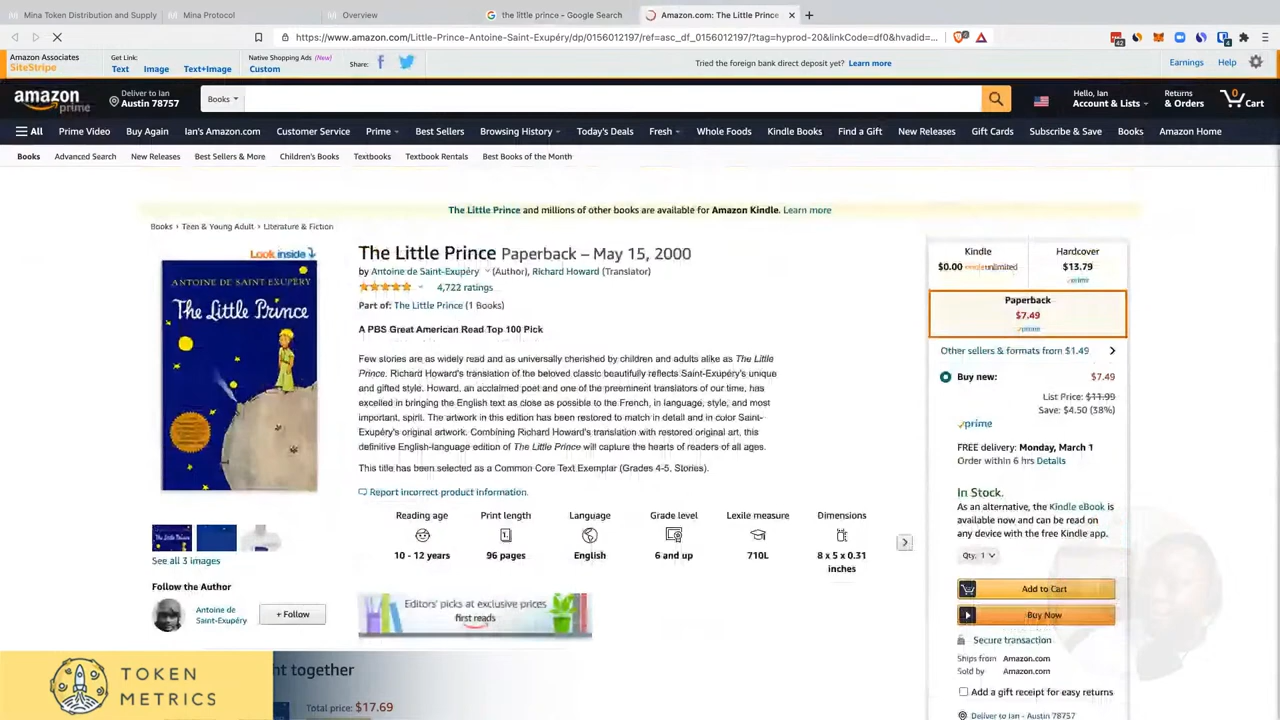 Mina Token Distribution and Supply
Mina Protocol
Overview
the little prince - Google Search
Amazon.com: The Little Prince
https://www.amazon.com/Little-Prince-Antoine-Saint-Exupery/dp/0156012197/ref=asc_df_0156012197/?tag=hyprod-20&linkCode=df0&hvadid=...
Amazon Associates
SiteStripe
Get Link:
Text
Image
Text+Image
Native Shopping Ads (New)
Custom
Share:
Tried the foreign bank direct deposit yet? Learn more
Earnings
Help
amazon
prime
Deliver to Ian
Austin 78757
Books
Hello, Ian
Account & Lists
Returns
& Orders
0
Cart
All
Prime Video
Buy Again
Ian's Amazon.com
Customer Service
Prime
Best Sellers
Browsing History
Today's Deals
Fresh
Whole Foods
Kindle Books
Find a Gift
New Releases
Gift Cards
Subscribe & Save
Books
Amazon Home
Books
Advanced Search
New Releases
Best Sellers & More
Children's Books
Textbooks
Textbook Rentals
Best Books of the Month
The Little Prince and millions of other books are available for Amazon Kindle. Learn more
Books › Teen & Young Adult › Literature & Fiction
Look inside
ANTOINE DE SAINT-EXUPÉRY
The Little Prince
See all 3 images
Follow the Author
Antoine de
Saint-Exupéry
+ Follow
The Little Prince Paperback – May 15, 2000
by Antoine de Saint-Exupéry (Author), Richard Howard (Translator)
4,722 ratings
Part of: The Little Prince (1 Books)
A PBS Great American Read Top 100 Pick
Few stories are as widely read and as universally cherished by children and adults alike as The Little
Prince. Richard Howard's translation of the beloved classic beautifully reflects Saint-Exupéry's unique
and gifted style. Howard, an acclaimed poet and one of the preeminent translators of our time, has
excelled in bringing the English text as close as possible to the French, in language, style, and most
important, spirit. The artwork in this edition has been restored to match in detail and in color Saint-
Exupéry's original artwork. Combining Richard Howard's translation with restored original art, this
definitive English-language edition of The Little Prince will capture the hearts of readers of all ages.
This title has been selected as a Common Core Text Exemplar (Grades 4-5, Stories).
Report incorrect product information.
Reading age
10 - 12 years
Print length
96 pages
Language
English
Grade level
6 and up
Lexile measure
710L
Dimensions
8 x 5 x 0.31
inches
Editors' picks at exclusive prices
first reads
Kindle
$0.00 kindleunlimited
Hardcover
$13.79
prime
Paperback
$7.49
prime
Other sellers & formats from $1.49
Buy new:
$7.49
List Price: $11.99
Save: $4.50 (38%)
prime
FREE delivery: Monday, March 1
Order within 6 hrs Details
In Stock.
As an alternative, the Kindle eBook is
available now and can be read on
any device with the free Kindle app.
Qty: 1
Add to Cart
Buy Now
Secure transaction
Ships from Amazon.com
Sold by Amazon.com
Add a gift receipt for easy returns
Deliver to Ian - Austin 78757
TOKEN
METRICS
ht together
Total price: $17.69